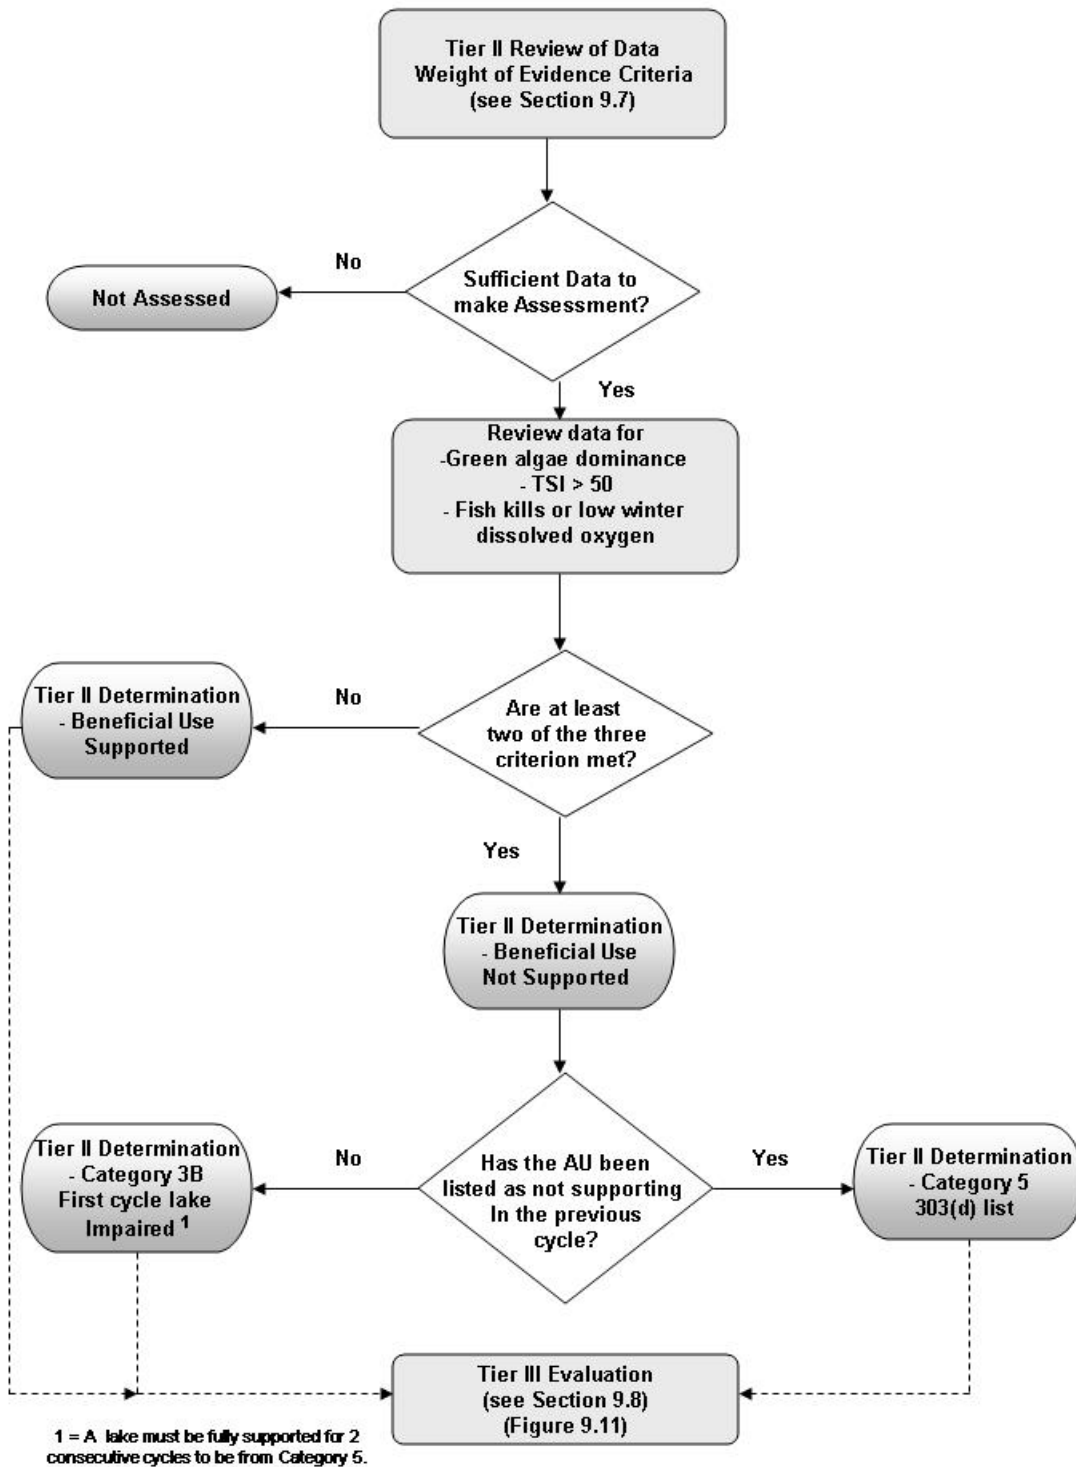 Tier II Review of Data
Weight of Evidence Criteria
(see Section 9.7)
No
Sufficient Data to
make Assessment?
Not Assessed
Yes
Review data for
-Green algae dominance
- TSI > 50
- Fish kills or low winter
dissolved oxygen
Tier II Determination
- Beneficial Use
Supported
No
Are at least
two of the three
criterion met?
Yes
Tier II Determination
- Beneficial Use
Not Supported
Tier II Determination
- Category 3B
First cycle lake
Impaired 1
No
Has the AU been
listed as not supporting
In the previous
cycle?
Yes
Tier II Determination
- Category 5
303(d) list
Tier III Evaluation
(see Section 9.8)
(Figure 9.11)
1 = A lake must be fully supported for 2
consecutive cycles to be from Category 5.